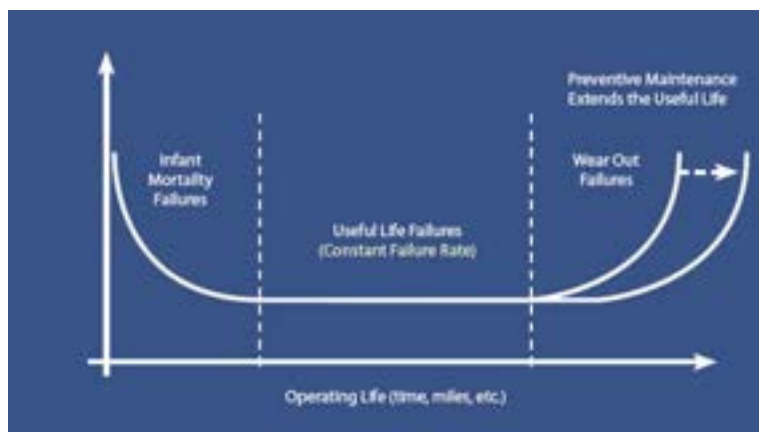 Preventive Maintenance
Extends the Useful Life
Infant
Mortality
Failures
Wear Out
Failures
Useful Life Failures
(Constant Failure Rate)
Operating Life (time, miles, etc.)